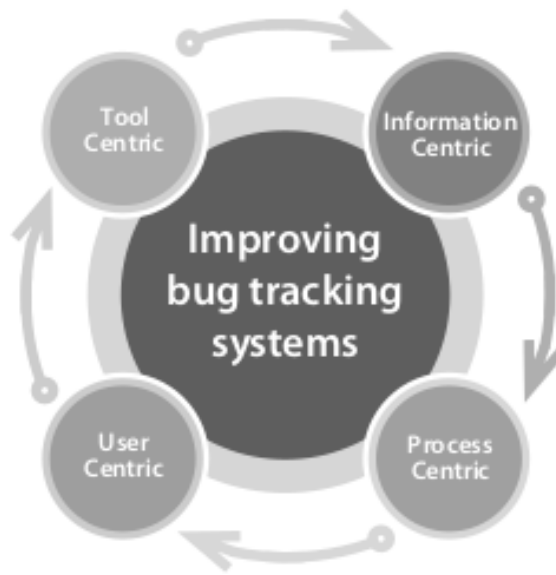 Tool
Centric
Information
Centric
Improving
bug tracking
systems
User
Centric
Process
Centric